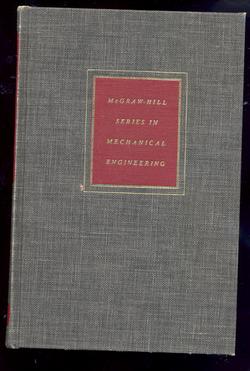 McGRAW-HILL
SERIES IN
MECHANICAL
ENGINEERING